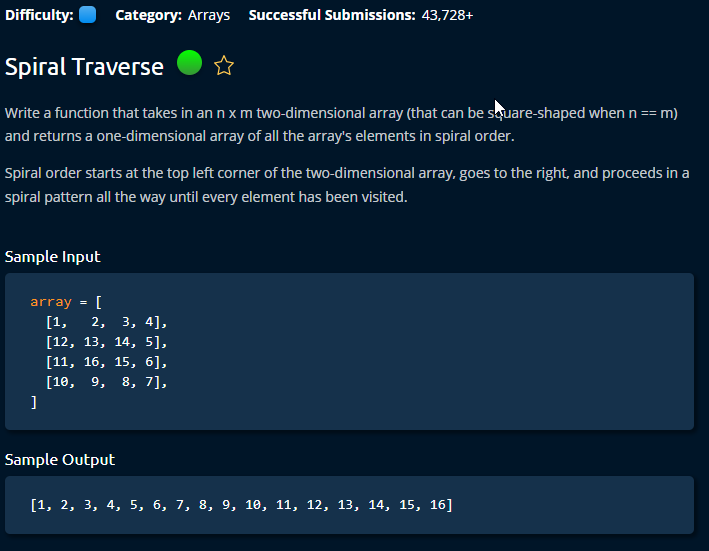 Difficulty: Category: Arrays Successful Submissions: 43,728+
Spiral Traverse
Write a function that takes in an n x m two-dimensional array (that can be square-shaped when n == m)
and returns a one-dimensional array of all the array's elements in spiral order.
Spiral order starts at the top left corner of the two-dimensional array, goes to the right, and proceeds in a
spiral pattern all the way until every element has been visited.
Sample Input
array = [
  [1,   2,  3, 4],
  [12, 13, 14, 5],
  [11, 16, 15, 6],
  [10,  9,  8, 7],
]
Sample Output
[1, 2, 3, 4, 5, 6, 7, 8, 9, 10, 11, 12, 13, 14, 15, 16]